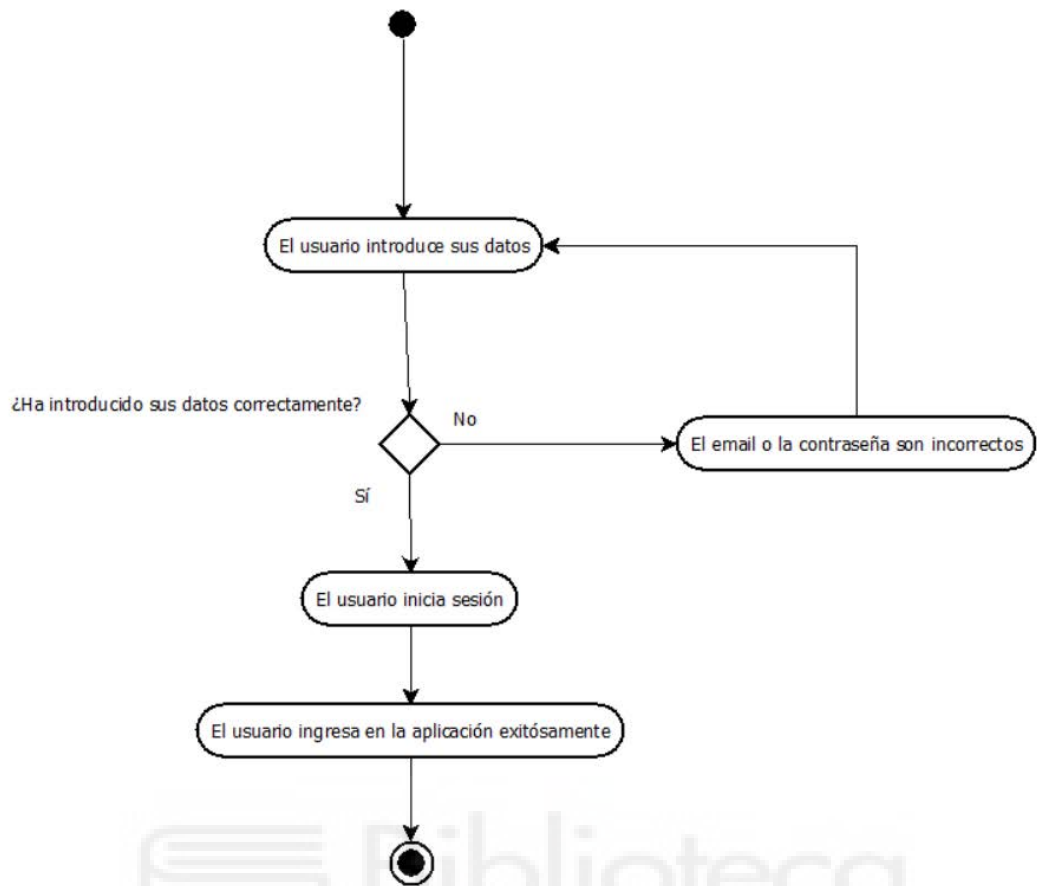 El usuario introduce sus datos
¿Ha introducido sus datos correctamente?
No
El email o la contraseña son incorrectos
Sí
El usuario inicia sesión
El usuario ingresa en la aplicación exitósamente
Biblioteca